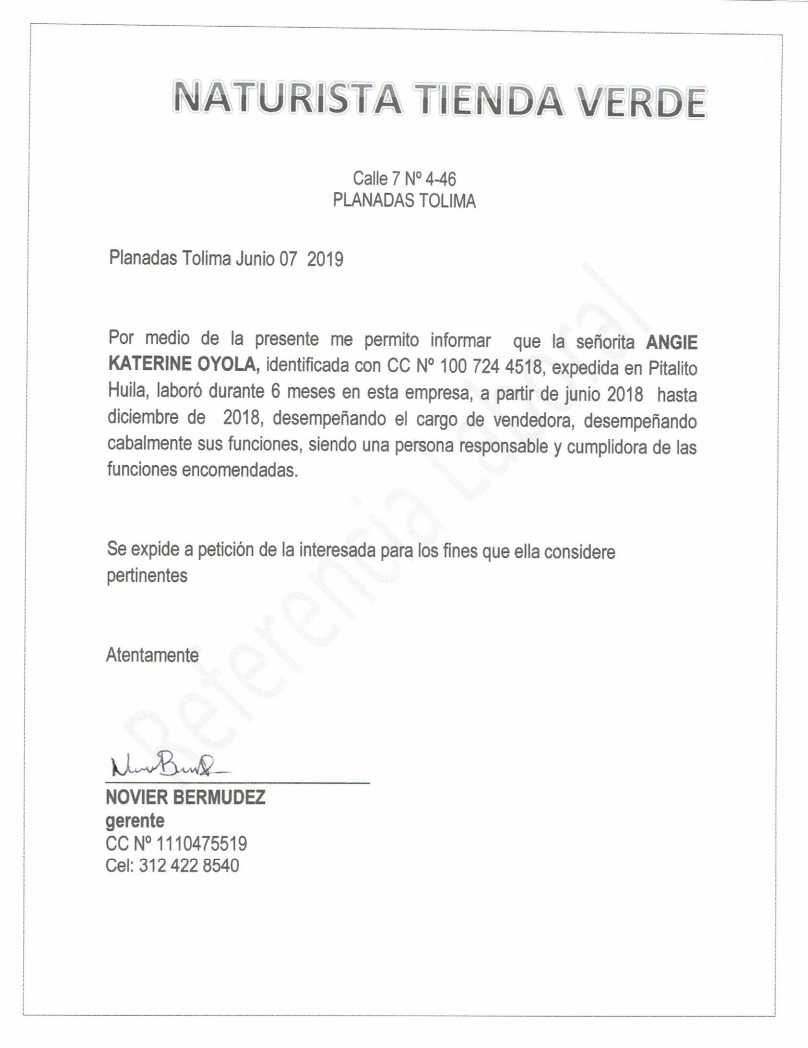 NATURISTA TIENDA VERDE
Calle 7 Nº 4-46
PLANADAS TOLIMA
Planadas Tolima Junio 07 2019
Por medio de la presente me permito informar que la señorita ANGIE
KATERINE OYOLA, identificada con CC Nº 100 724 4518, expedida en Pitalito
Huila, laboró durante 6 meses en esta empresa, a partir de junio 2018 hasta
diciembre de 2018, desempeñando el cargo de vendedora, desempeñando
cabalmente sus funciones, siendo una persona responsable y cumplidora de las
funciones encomendadas.
Se expide a petición de la interesada para los fines que ella considere
pertinentes
Atentamente
NOVIER BERMUDEZ
gerente
CC Nº 1110475519
Cel: 312 422 8540
Referencia Laboral